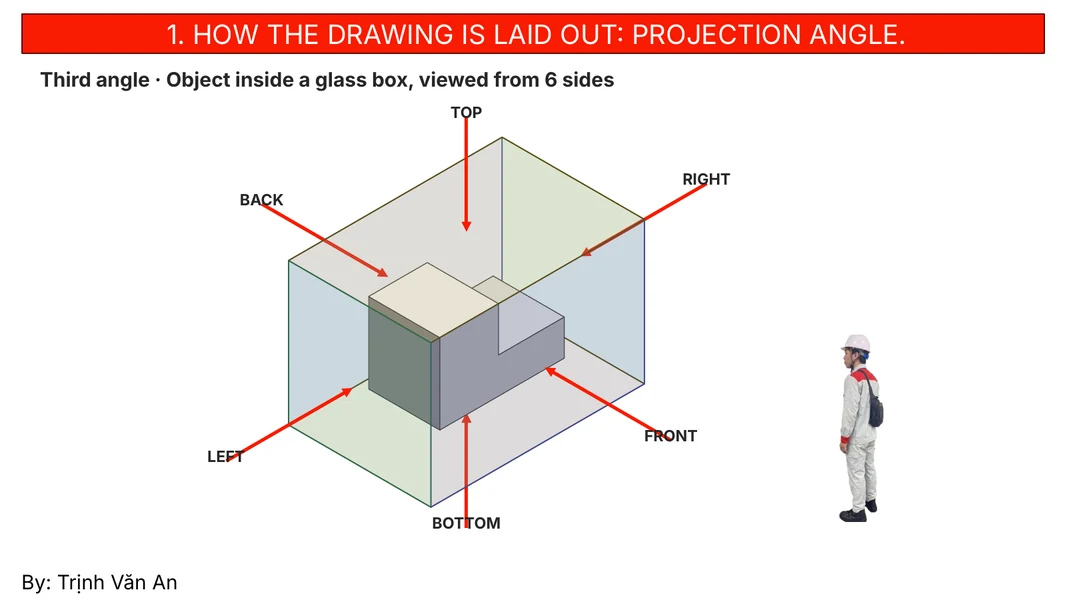 1. HOW THE DRAWING IS LAID OUT: PROJECTION ANGLE.
Third angle · Object inside a glass box, viewed from 6 sides
TOP
RIGHT
BACK
FRONT
LEFT
BOTTOM
By: Trịnh Văn An